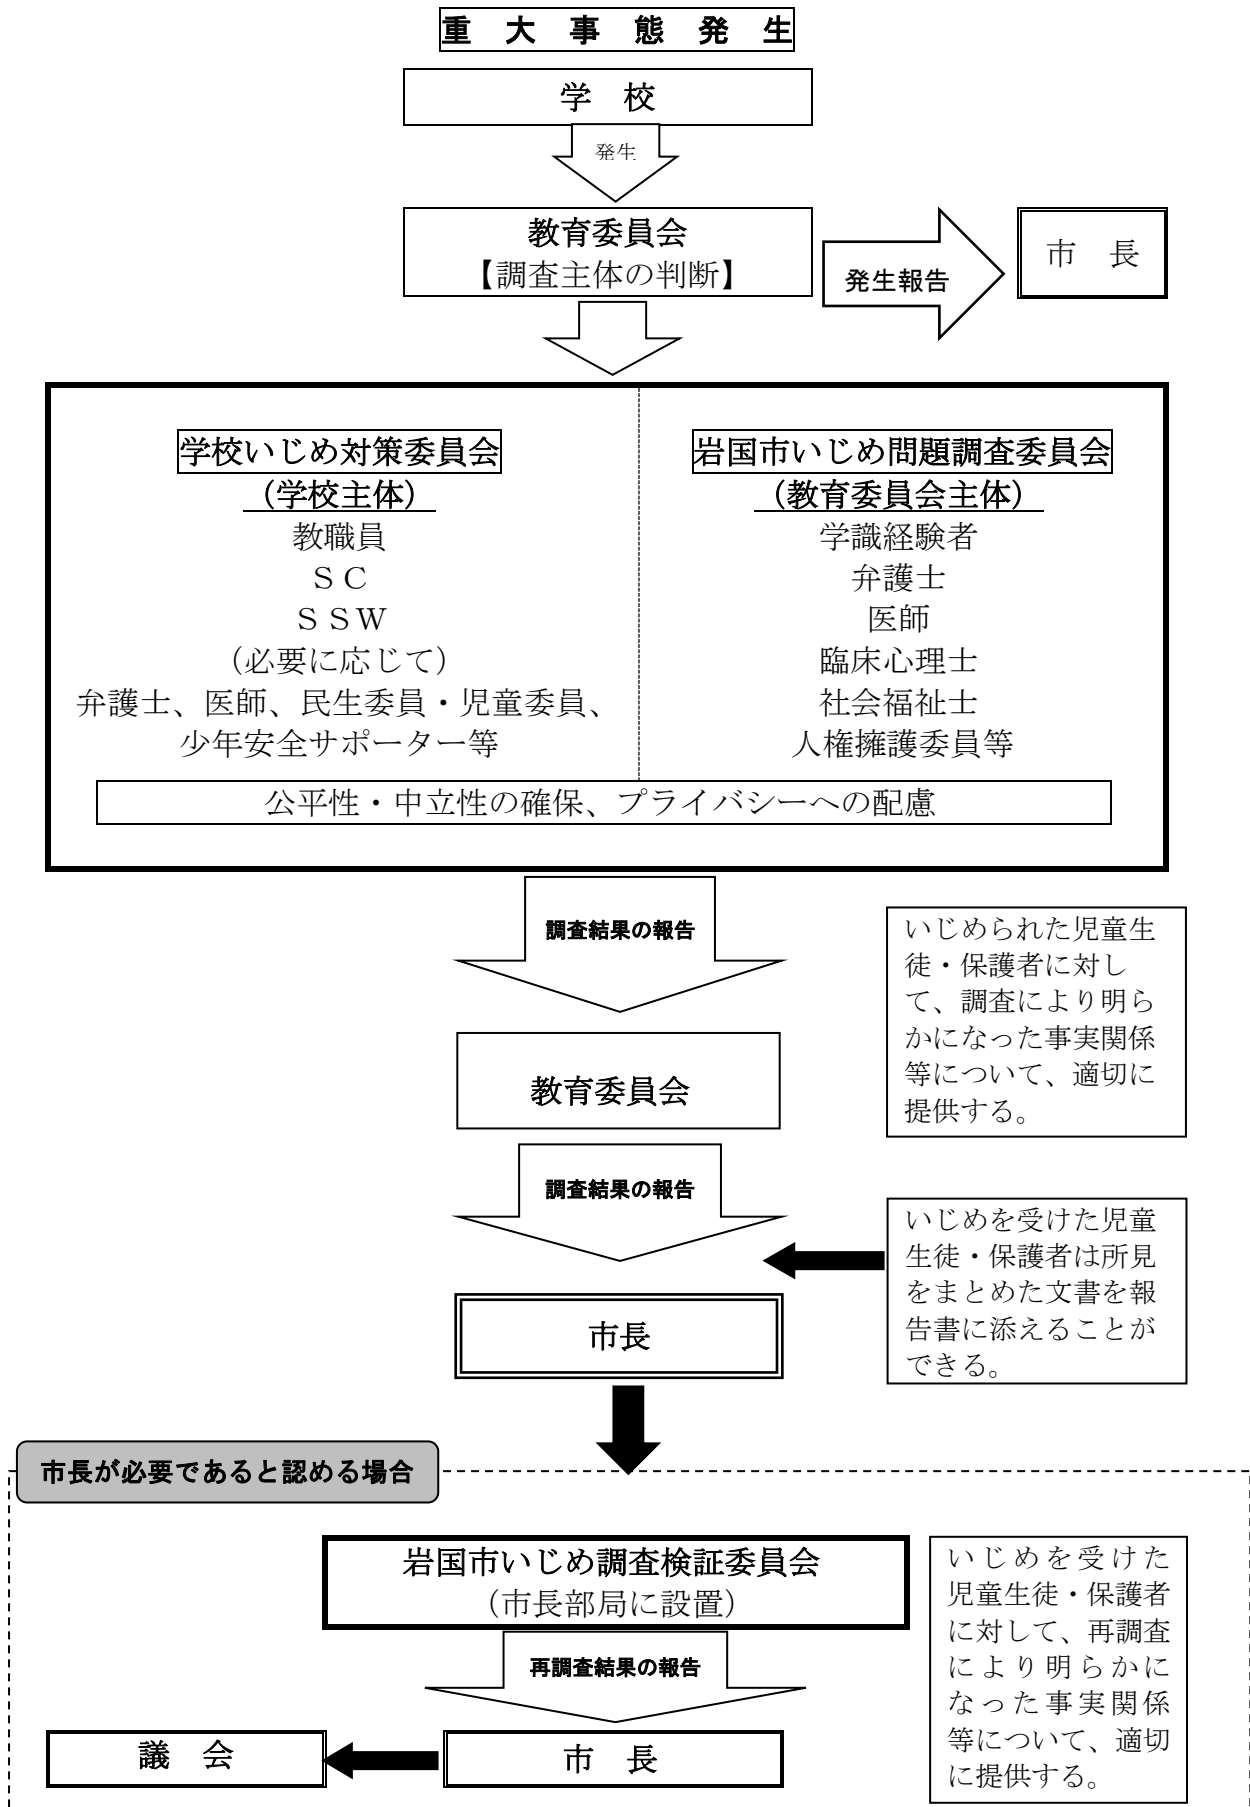 重　大　事　態　発　生
学　校
発生
教育委員会
【調査主体の判断】
発生報告
市　長
学校いじめ対策委員会
（学校主体）
教職員
ＳＣ
ＳＳＷ
（必要に応じて）
弁護士、医師、民生委員・児童委員、
少年安全サポーター等
岩国市いじめ問題調査委員会
（教育委員会主体）
学識経験者
弁護士
医師
臨床心理士
社会福祉士
人権擁護委員等
公平性・中立性の確保、プライバシーへの配慮
調査結果の報告
いじめられた児童生
徒・保護者に対し
て、調査により明ら
かになった事実関係
等について、適切に
提供する。
教育委員会
調査結果の報告
いじめを受けた児童
生徒・保護者は所見
をまとめた文書を報
告書に添えることが
できる。
市長
市長が必要であると認める場合
岩国市いじめ調査検証委員会
（市長部局に設置）
再調査結果の報告
いじめを受けた
児童生徒・保護者
に対して、再調査
により明らかに
なった事実関係
等について、適切
に提供する。
議　会
市　長